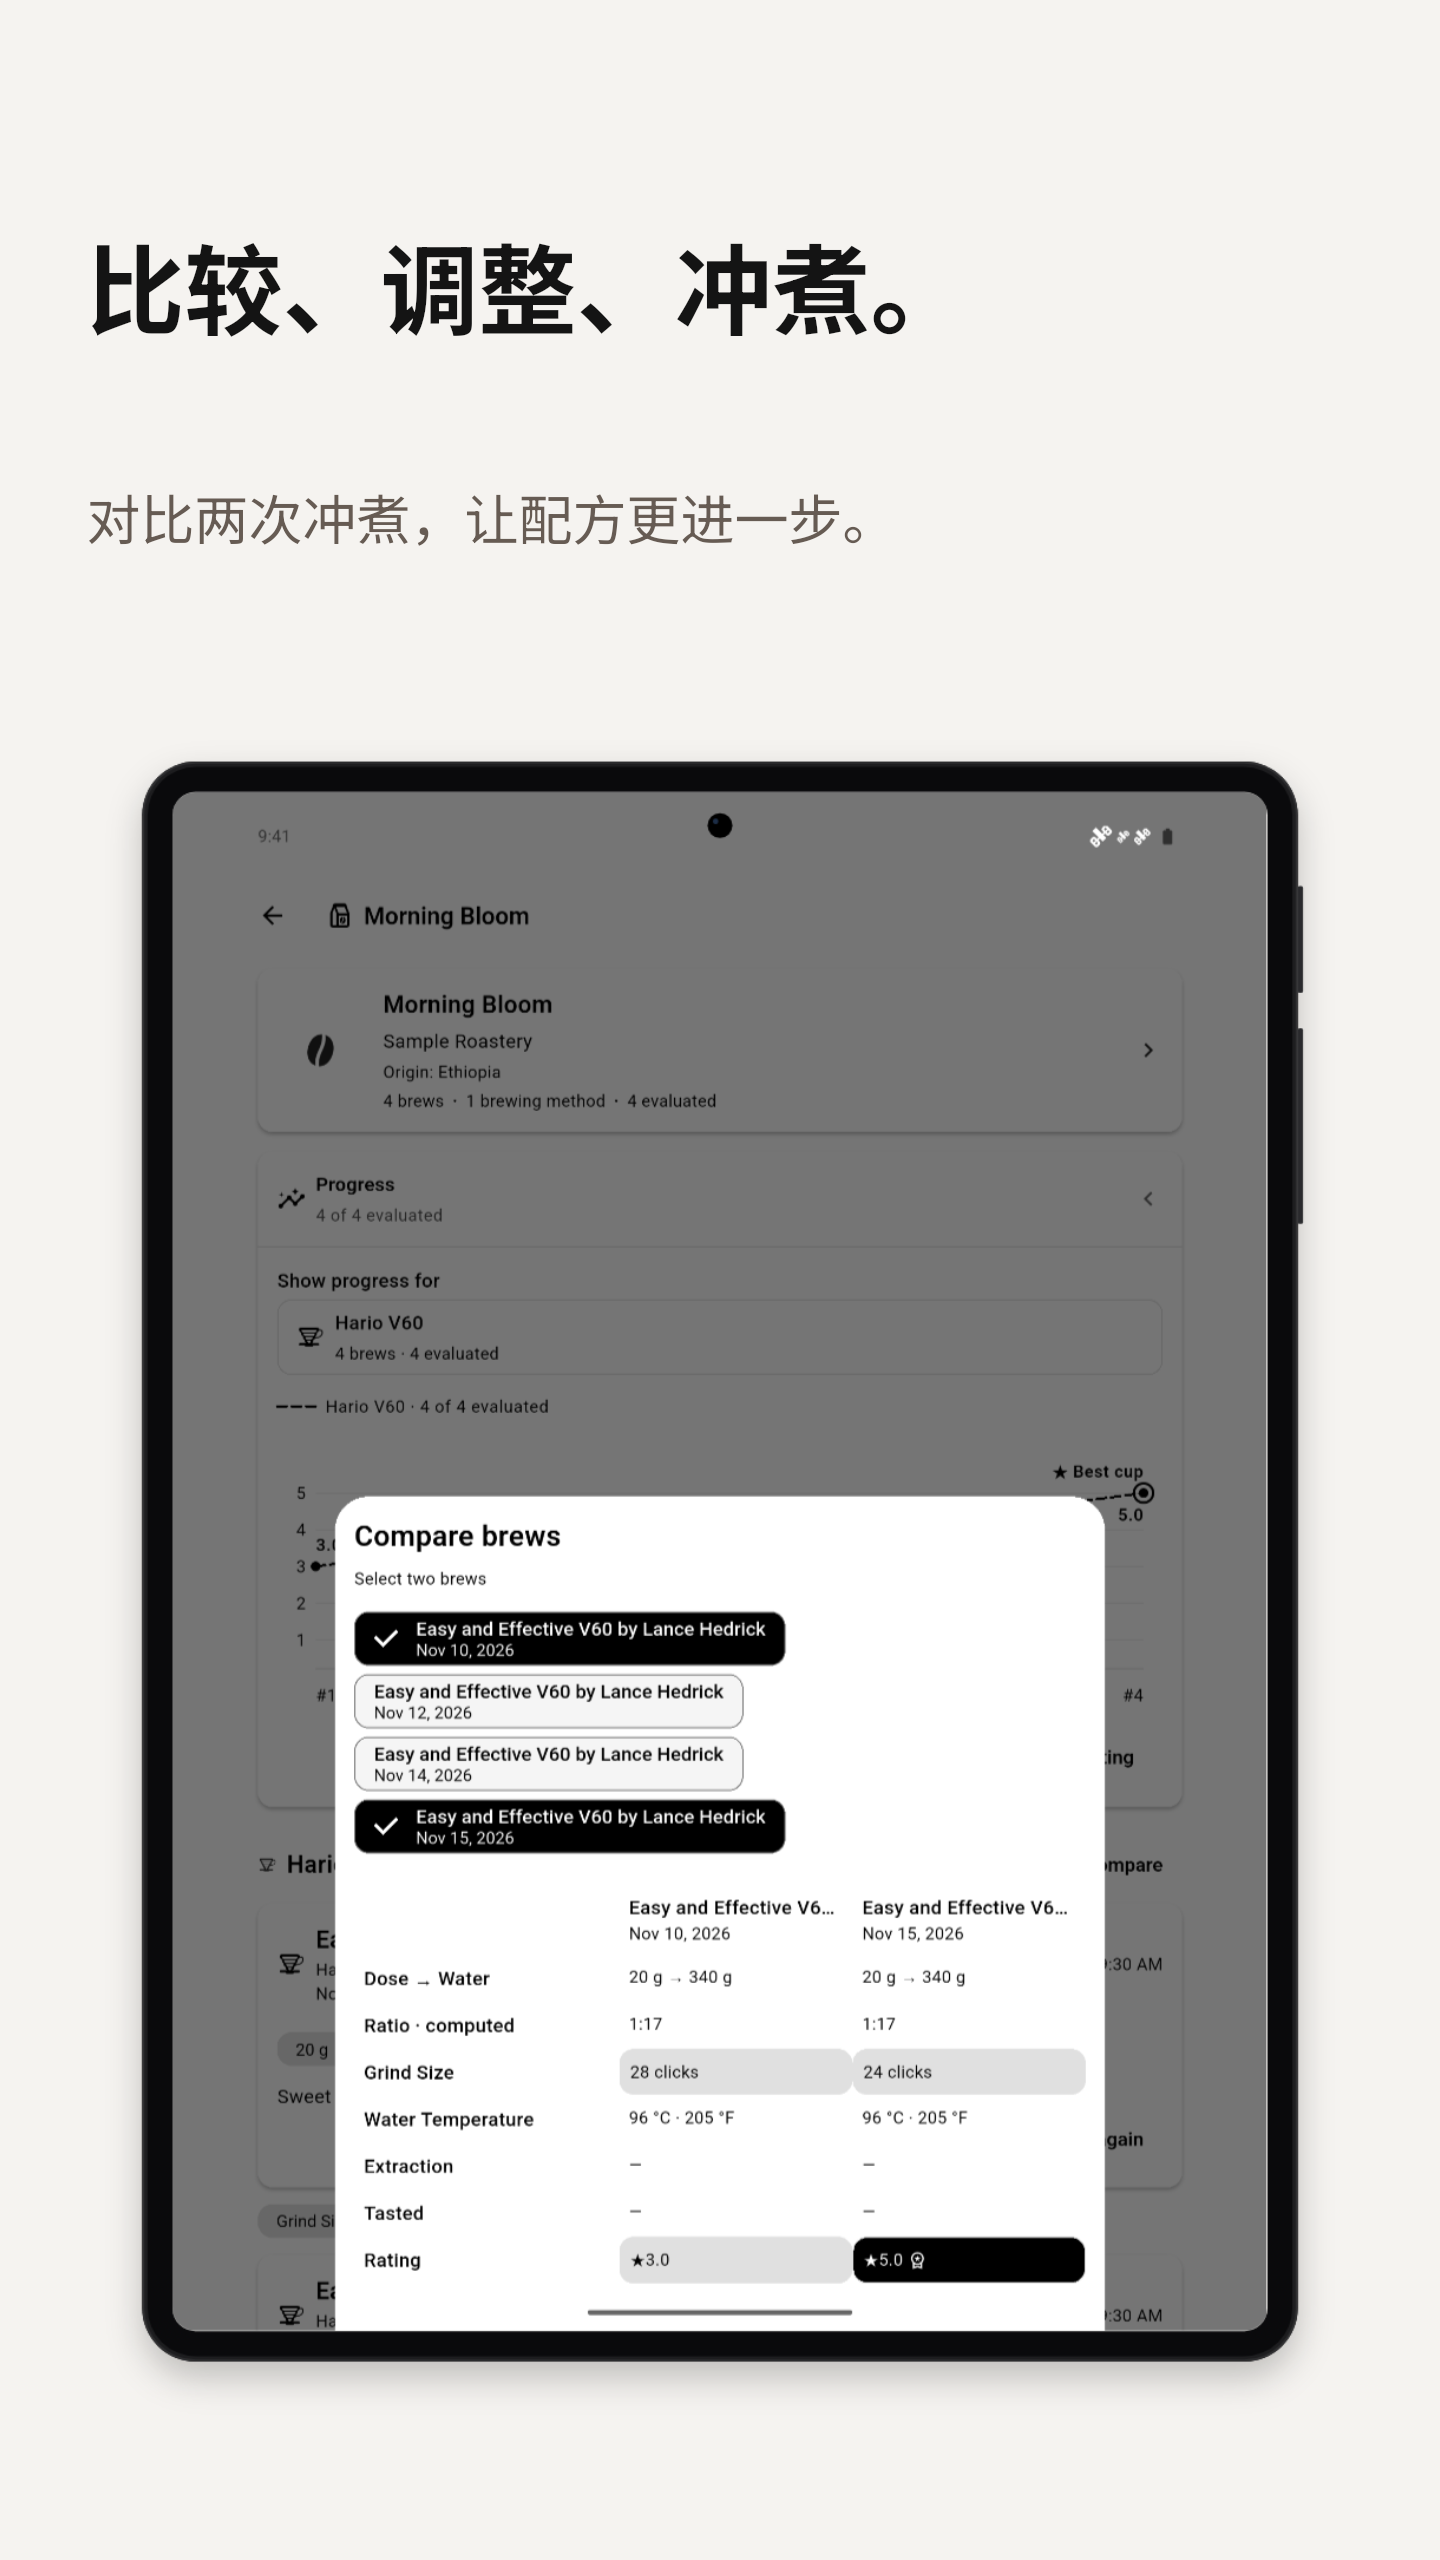 比较、调整、冲煮。
对比两次冲煮，让配方更进一步。
9:41
Morning Bloom
Morning Bloom
Sample Roastery
Origin: Ethiopia
4 brews · 1 brewing method · 4 evaluated
Progress
4 of 4 evaluated
Show progress for
Hario V60
4 brews · 4 evaluated
Hario V60 · 4 of 4 evaluated
★ Best cup
5
5.0
4
3
2
1
#1
#4
Compare brews
Select two brews
Easy and Effective V60 by Lance Hedrick
Nov 10, 2026
Easy and Effective V60 by Lance Hedrick
Nov 12, 2026
Easy and Effective V60 by Lance Hedrick
Nov 14, 2026
Easy and Effective V60 by Lance Hedrick
Nov 15, 2026
Easy and Effective V6… Easy and Effective V6…
Nov 10, 2026 Nov 15, 2026
Dose → Water 20 g → 340 g 20 g → 340 g
Ratio · computed 1:17 1:17
Grind Size 28 clicks 24 clicks
Water Temperature 96 °C · 205 °F 96 °C · 205 °F
Extraction – –
Tasted – –
Rating ★3.0 ★5.0
20 g
Sweet
:30 AM
:30 AM